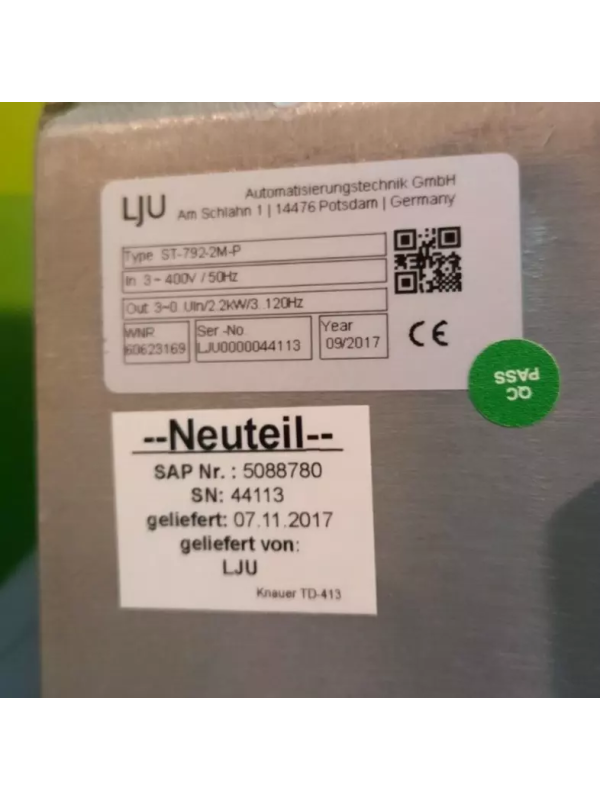 LJU
Automatisierungstechnik GmbH
Am Schlahn 1 | 14476 Potsdam | Germany
Type ST-792-2M-P
In 3~ 400V / 50Hz
Out 3~0..Uin/2.2kW/3..120Hz
WNR
60623169
Ser.-No.
LJU0000044113
Year
09/2017
CE
QC
PASS
--Neuteil--
SAP Nr. : 5088780
SN: 44113
geliefert: 07.11.2017
geliefert von:
LJU
Knauer TD-413